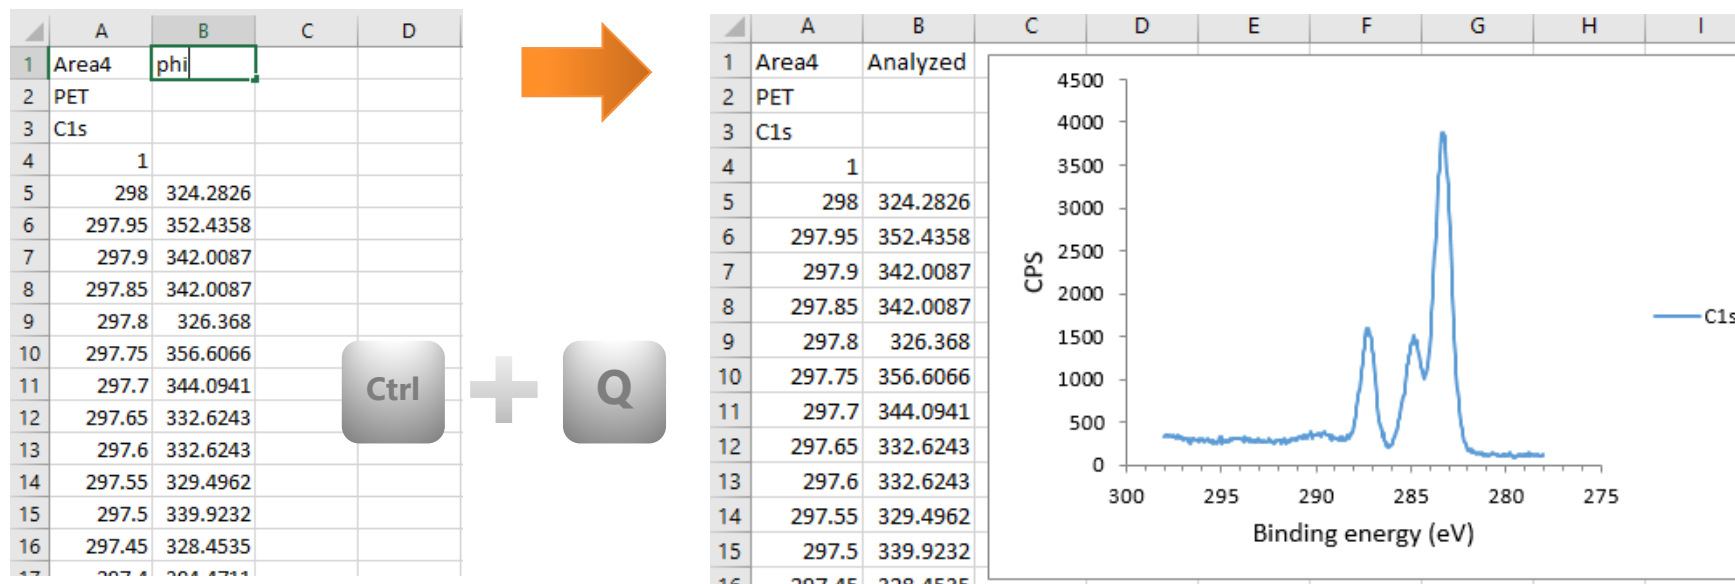 A B C D
1 Area4 phi
2 PET
3 C1s
4 1
5 298 324.2826
6 297.95 352.4358
7 297.9 342.0087
8 297.85 342.0087
9 297.8 326.368
10 297.75 356.6066
11 297.7 344.0941
12 297.65 332.6243
13 297.6 332.6243
14 297.55 329.4962
15 297.5 339.9232
16 297.45 328.4535
Ctrl + Q
A B C D E F G H I
1 Area4 Analyzed
2 PET
3 C1s
4 1
5 298 324.2826
6 297.95 352.4358
7 297.9 342.0087
8 297.85 342.0087
9 297.8 326.368
10 297.75 356.6066
11 297.7 344.0941
12 297.65 332.6243
13 297.6 332.6243
14 297.55 329.4962
15 297.5 339.9232
4500
4000
3500
3000
2500
2000
1500
1000
500
0
CPS
300 295 290 285 280 275
Binding energy (eV)
C1s